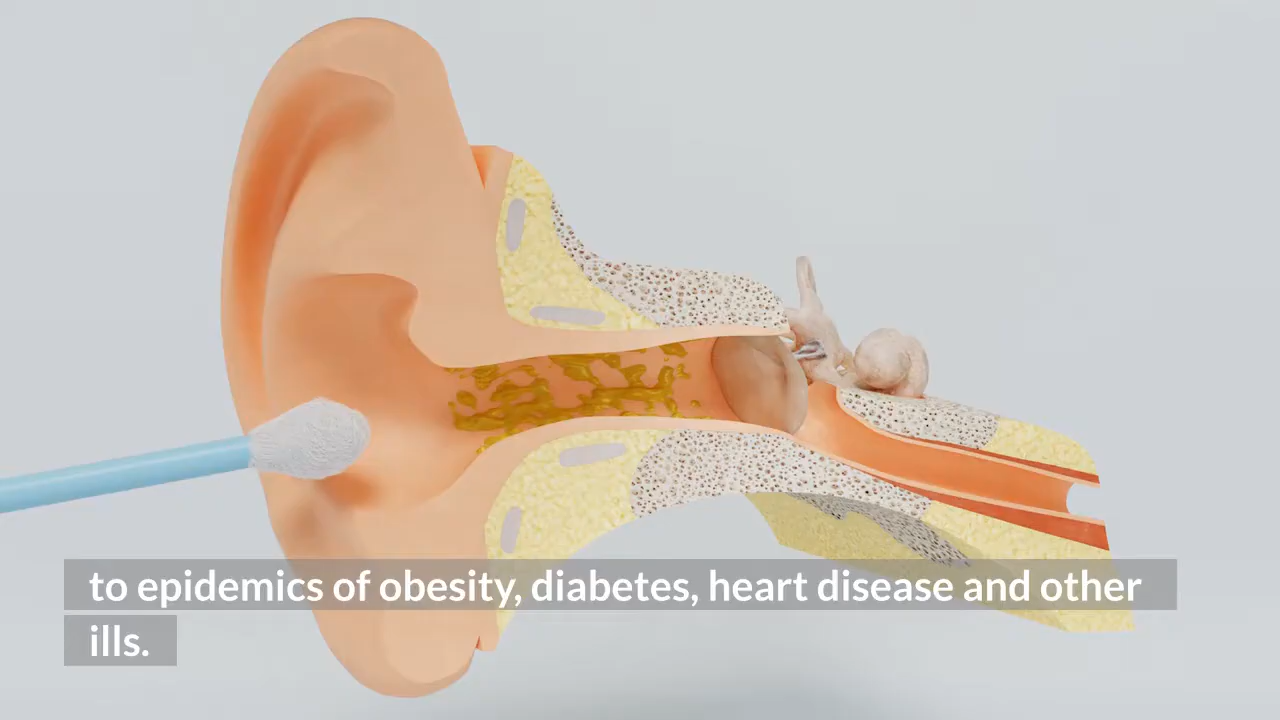 to epidemics of obesity, diabetes, heart disease and other
ills.